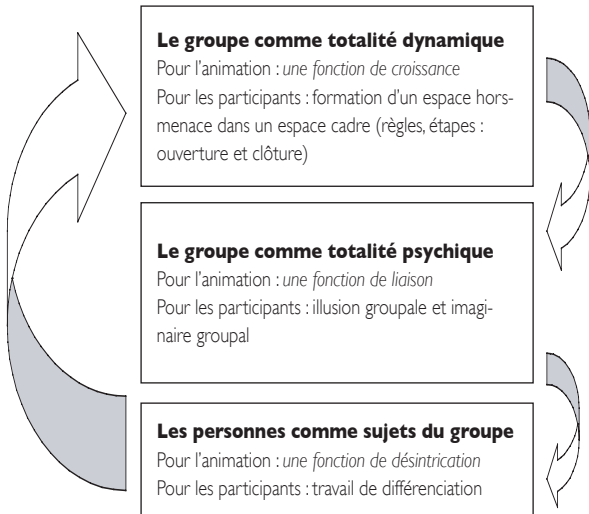 Le groupe comme totalité dynamique
Pour l'animation : une fonction de croissance
Pour les participants : formation d'un espace hors-
menace dans un espace cadre (règles, étapes :
ouverture et clôture)
Le groupe comme totalité psychique
Pour l'animation : une fonction de liaison
Pour les participants : illusion groupale et imagi-
naire groupal
Les personnes comme sujets du groupe
Pour l'animation : une fonction de désintrication
Pour les participants : travail de différenciation